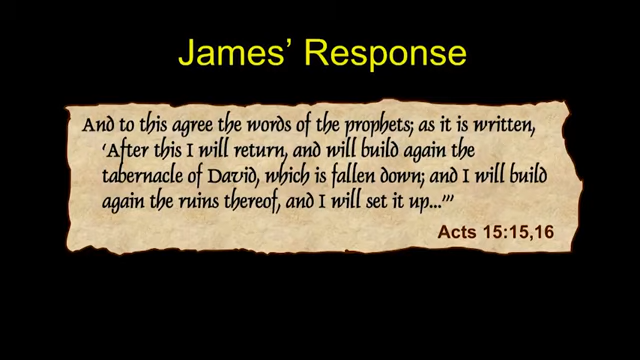 James’ Response
And to this agree the words of the prophets; as it is written,
‘After this I will return, and will build again the
tabernacle of David, which is fallen down; and I will build
again the ruins thereof, and I will set it up...’”
Acts 15:15,16